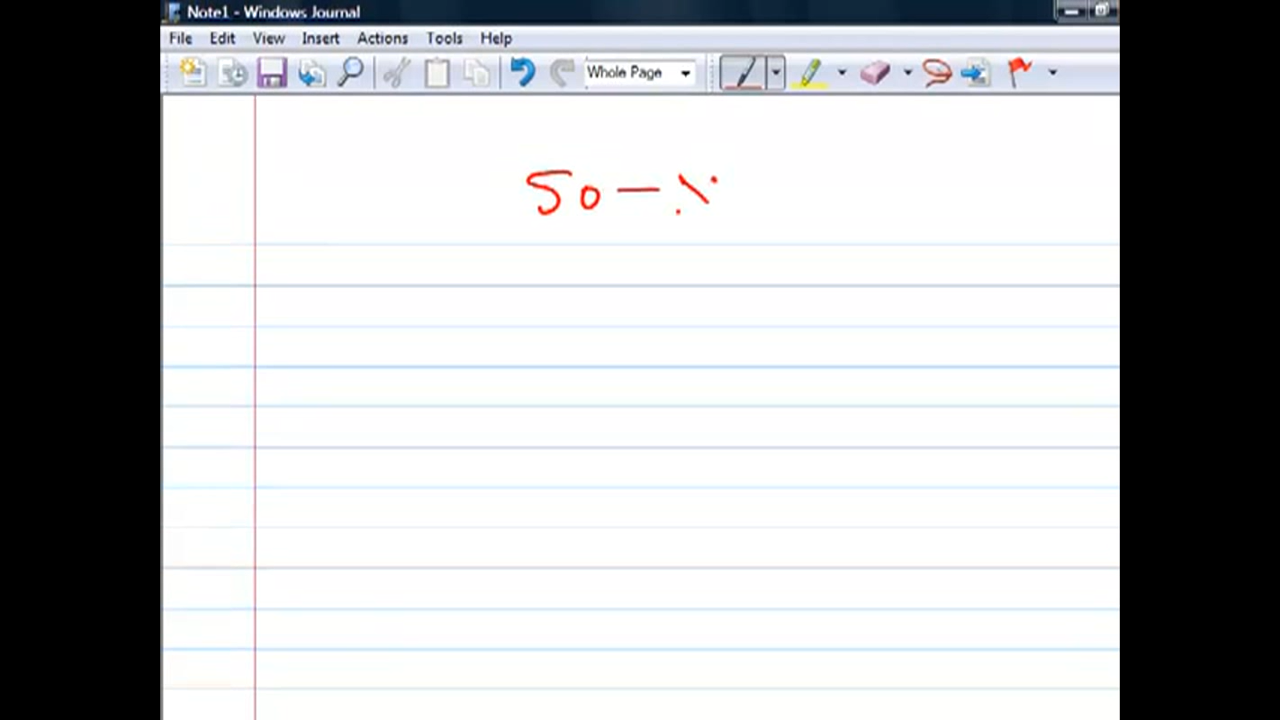 Note1 - Windows Journal
File Edit View Insert Actions Tools Help
Whole Page
50 -